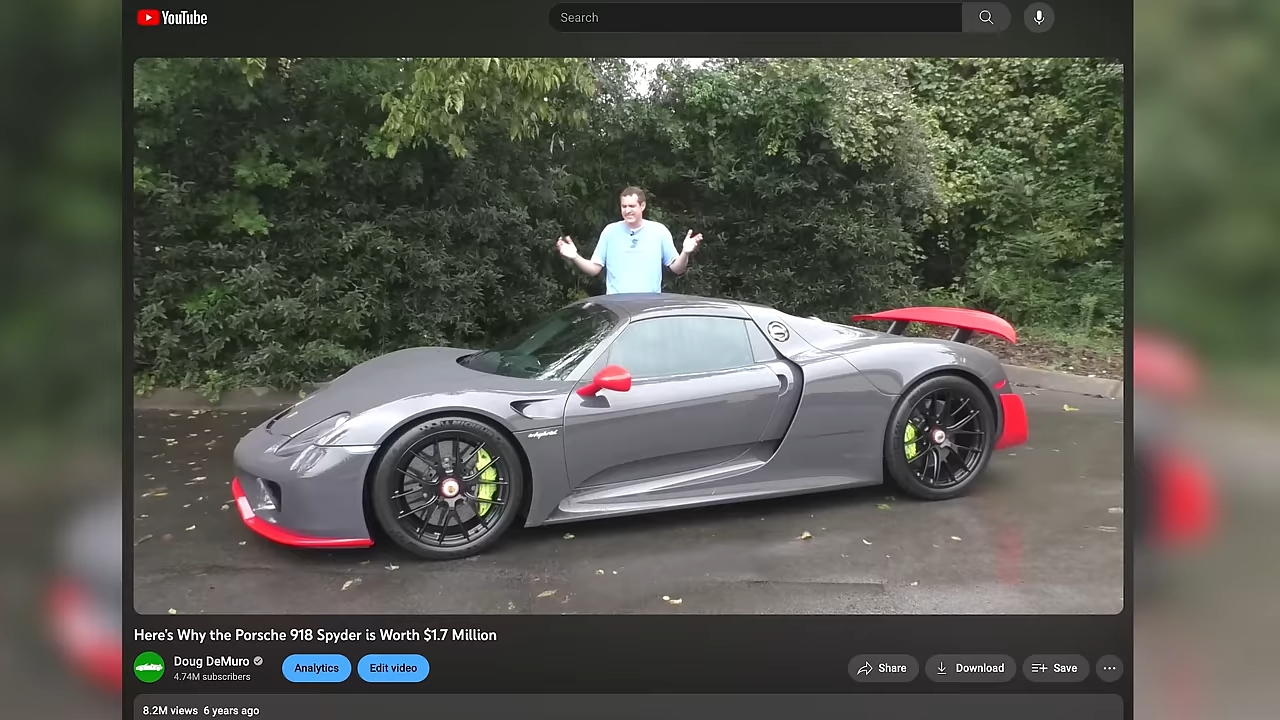 YouTube
Search
Here's Why the Porsche 918 Spyder is Worth $1.7 Million
Doug DeMuro
4.74M subscribers
Analytics
Edit video
Share
Download
Save
8.2M views 6 years ago